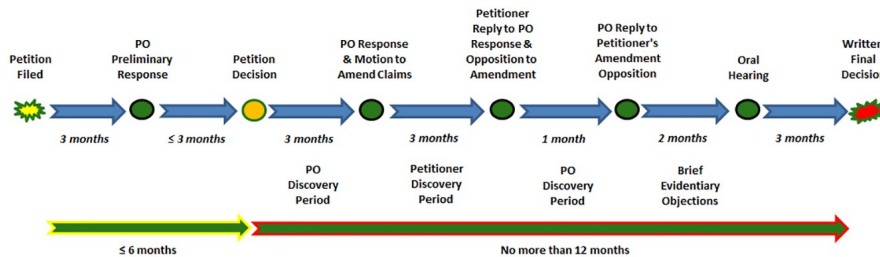 Petition
Filed
PO
Preliminary
Response
Petition
Decision
PO Response
& Motion to
Amend Claims
Petitioner
Reply to PO
Response &
Opposition to
Amendment
PO Reply to
Petitioner's
Amendment
Opposition
Oral
Hearing
Written
Final
Decision
3 months
≤ 3 months
3 months
3 months
1 month
2 months
3 months
PO
Discovery
Period
Petitioner
Discovery
Period
PO
Discovery
Period
Brief
Evidentiary
Objections
≤ 6 months
No more than 12 months